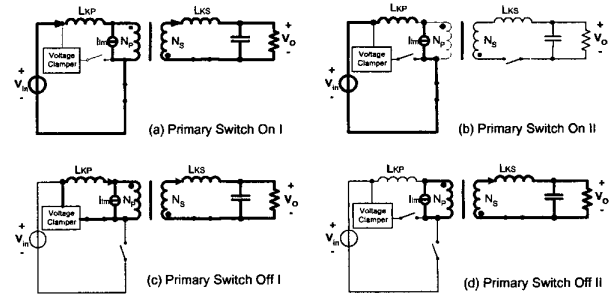 LKP
LKS
Voltage Clamper
ILm
NP
NS
+
VO
-
+
Vin
-
(a) Primary Switch On I
LKP
LKS
Voltage Clamper
ILm
NP
NS
+
VO
-
+
Vin
-
(b) Primary Switch On II
LKP
LKS
Voltage Clamper
ILm
NP
NS
+
VO
-
+
Vin
-
(c) Primary Switch Off I
LKP
LKS
Voltage Clamper
ILm
NP
NS
+
VO
-
+
Vin
-
(d) Primary Switch Off II